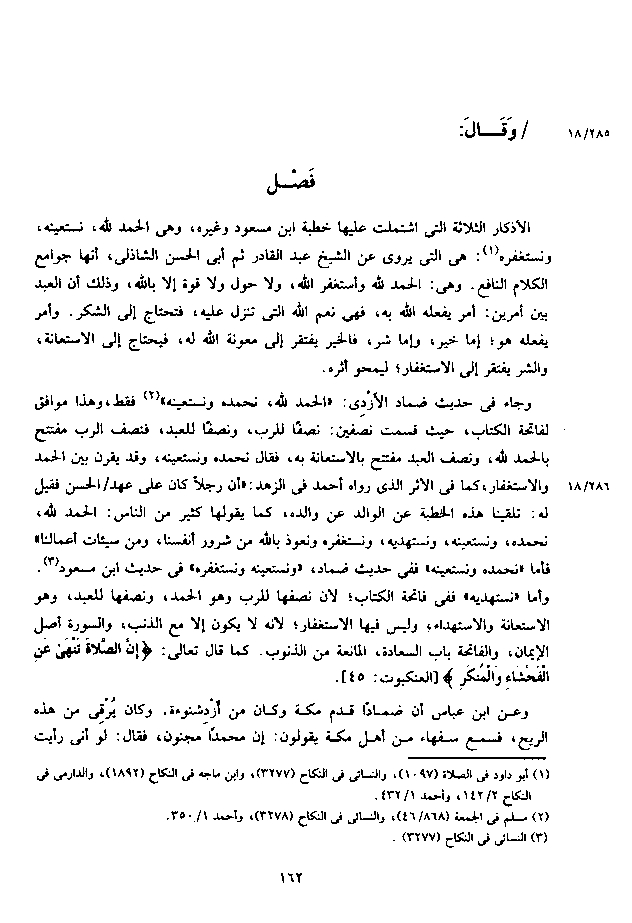 ١٨/٢٨٥ / وَقَــالَ:
فَصْــل
الأذكار الثلاثة التى اشتملت عليها خطبة ابن مسعود وغيره، وهى الحمد لله، نستعينه،
ونستغفره(١): هى التى يروى عن الشيخ عبد القادر ثم أبى الحسن الشاذلى، أنها جوامع
الكلام النافع. وهى: الحمد لله وأستغفر الله، ولا حول ولا قوة إلا بالله، وذلك أن العبد
بين أمرين: أمر يفعله الله به، فهى نعم الله التى تنزل عليه، فتحتاج إلى الشكر. وأمر
يفعله هو؛ إما خير، وإما شر، فالخير يفتقر إلى معونة الله له، فيحتاج إلى الاستعانة،
والشر يفتقر إلى الاستغفار؛ ليمحو أثره.
وجاء فى حديث ضماد الأزْدِى: «الحمد لله، نحمده ونستعينه»(٢) فقط، وهذا موافق
لفاتحة الكتاب، حيث قسمت نصفين: نصفًا للرب، ونصفًا للعبد، فنصف الرب مفتتح
بالحمد لله، ونصف العبد مفتتح بالاستعانة به، فقال نحمده ونستعينه، وقد يقرن بين الحمد
١٨/٢٨٦ والاستغفار، كما فى الأثر الذى رواه أحمد فى الزهد: «أن رجلاً كان على عهد/ الحسن فقيل
له: تلقينا هذه الخطبة عن الوالد عن والده، كما يقولها كثير من الناس: الحمد لله،
نحمده، ونستعينه، ونستهديه، ونستغفره ونعوذ بالله من شرور أنفسنا، ومن سيئات أعمالنا»
فأما «نحمده ونستعينه» ففى حديث ضماد، «ونستعينه ونستغفره» فى حديث ابن مسعود(٣).
وأما «نستهديه» ففى فاتحة الكتاب؛ لأن نصفها للرب وهو الحمد، ونصفها للعبد، وهو
الاستعانة والاستهداء، وليس فيها الاستغفار؛ لأنه لا يكون إلا مع الذنب، والسورة أصل
الإيمان، والفاتحة باب السعادة، المانعة من الذنوب. كما قال تعالى: ﴿ إِنَّ الصَّلاةَ تَنْهَىٰ عَنِ
الْفَحْشَاءِ وَالْمُنكَرِ ﴾ [العنكبوت: ٤٥].
وعـن ابن عباس أن ضمـادًا قدم مكة وكـان من أزْدِشنوءة. وكان يُرْقِى من هذه
الريح، فسمع سفهاء مـن أهـل مكـة يقولون: إن محمدًا مجنون، فقال: لو أنى رأيت
(١) أبو داود فى الصلاة (١٠٩٧)، والنسائى فى النكاح (٣٢٧٧)، وابن ماجه فى النكاح (١٨٩٢)، والدارمى فى
النكاح ٢/ ١٤٢، وأحمد ١/ ٤٣٢.
(٢) مسلم فى الجمعة (٨٦٨/ ٤٦)، والنسائى فى النكاح (٣٢٧٨)، وأحمد ١/ ٣٥٠.
(٣) النسائى فى النكاح (٣٢٧٧) .
١٦٢